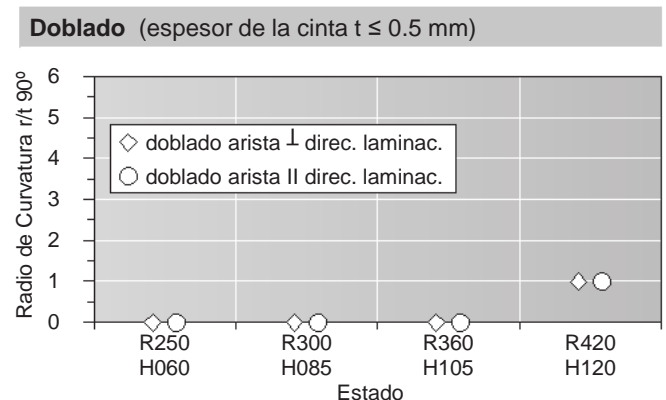 Doblado (espesor de la cinta t ≤ 0.5 mm)
Radio de Curvatura r/t 90º
6
5
4
3
2
1
0
doblado arista ⊥ direc. laminac.
doblado arista II direc. laminac.
R250 R300 R360 R420
H060 H085 H105 H120
Estado